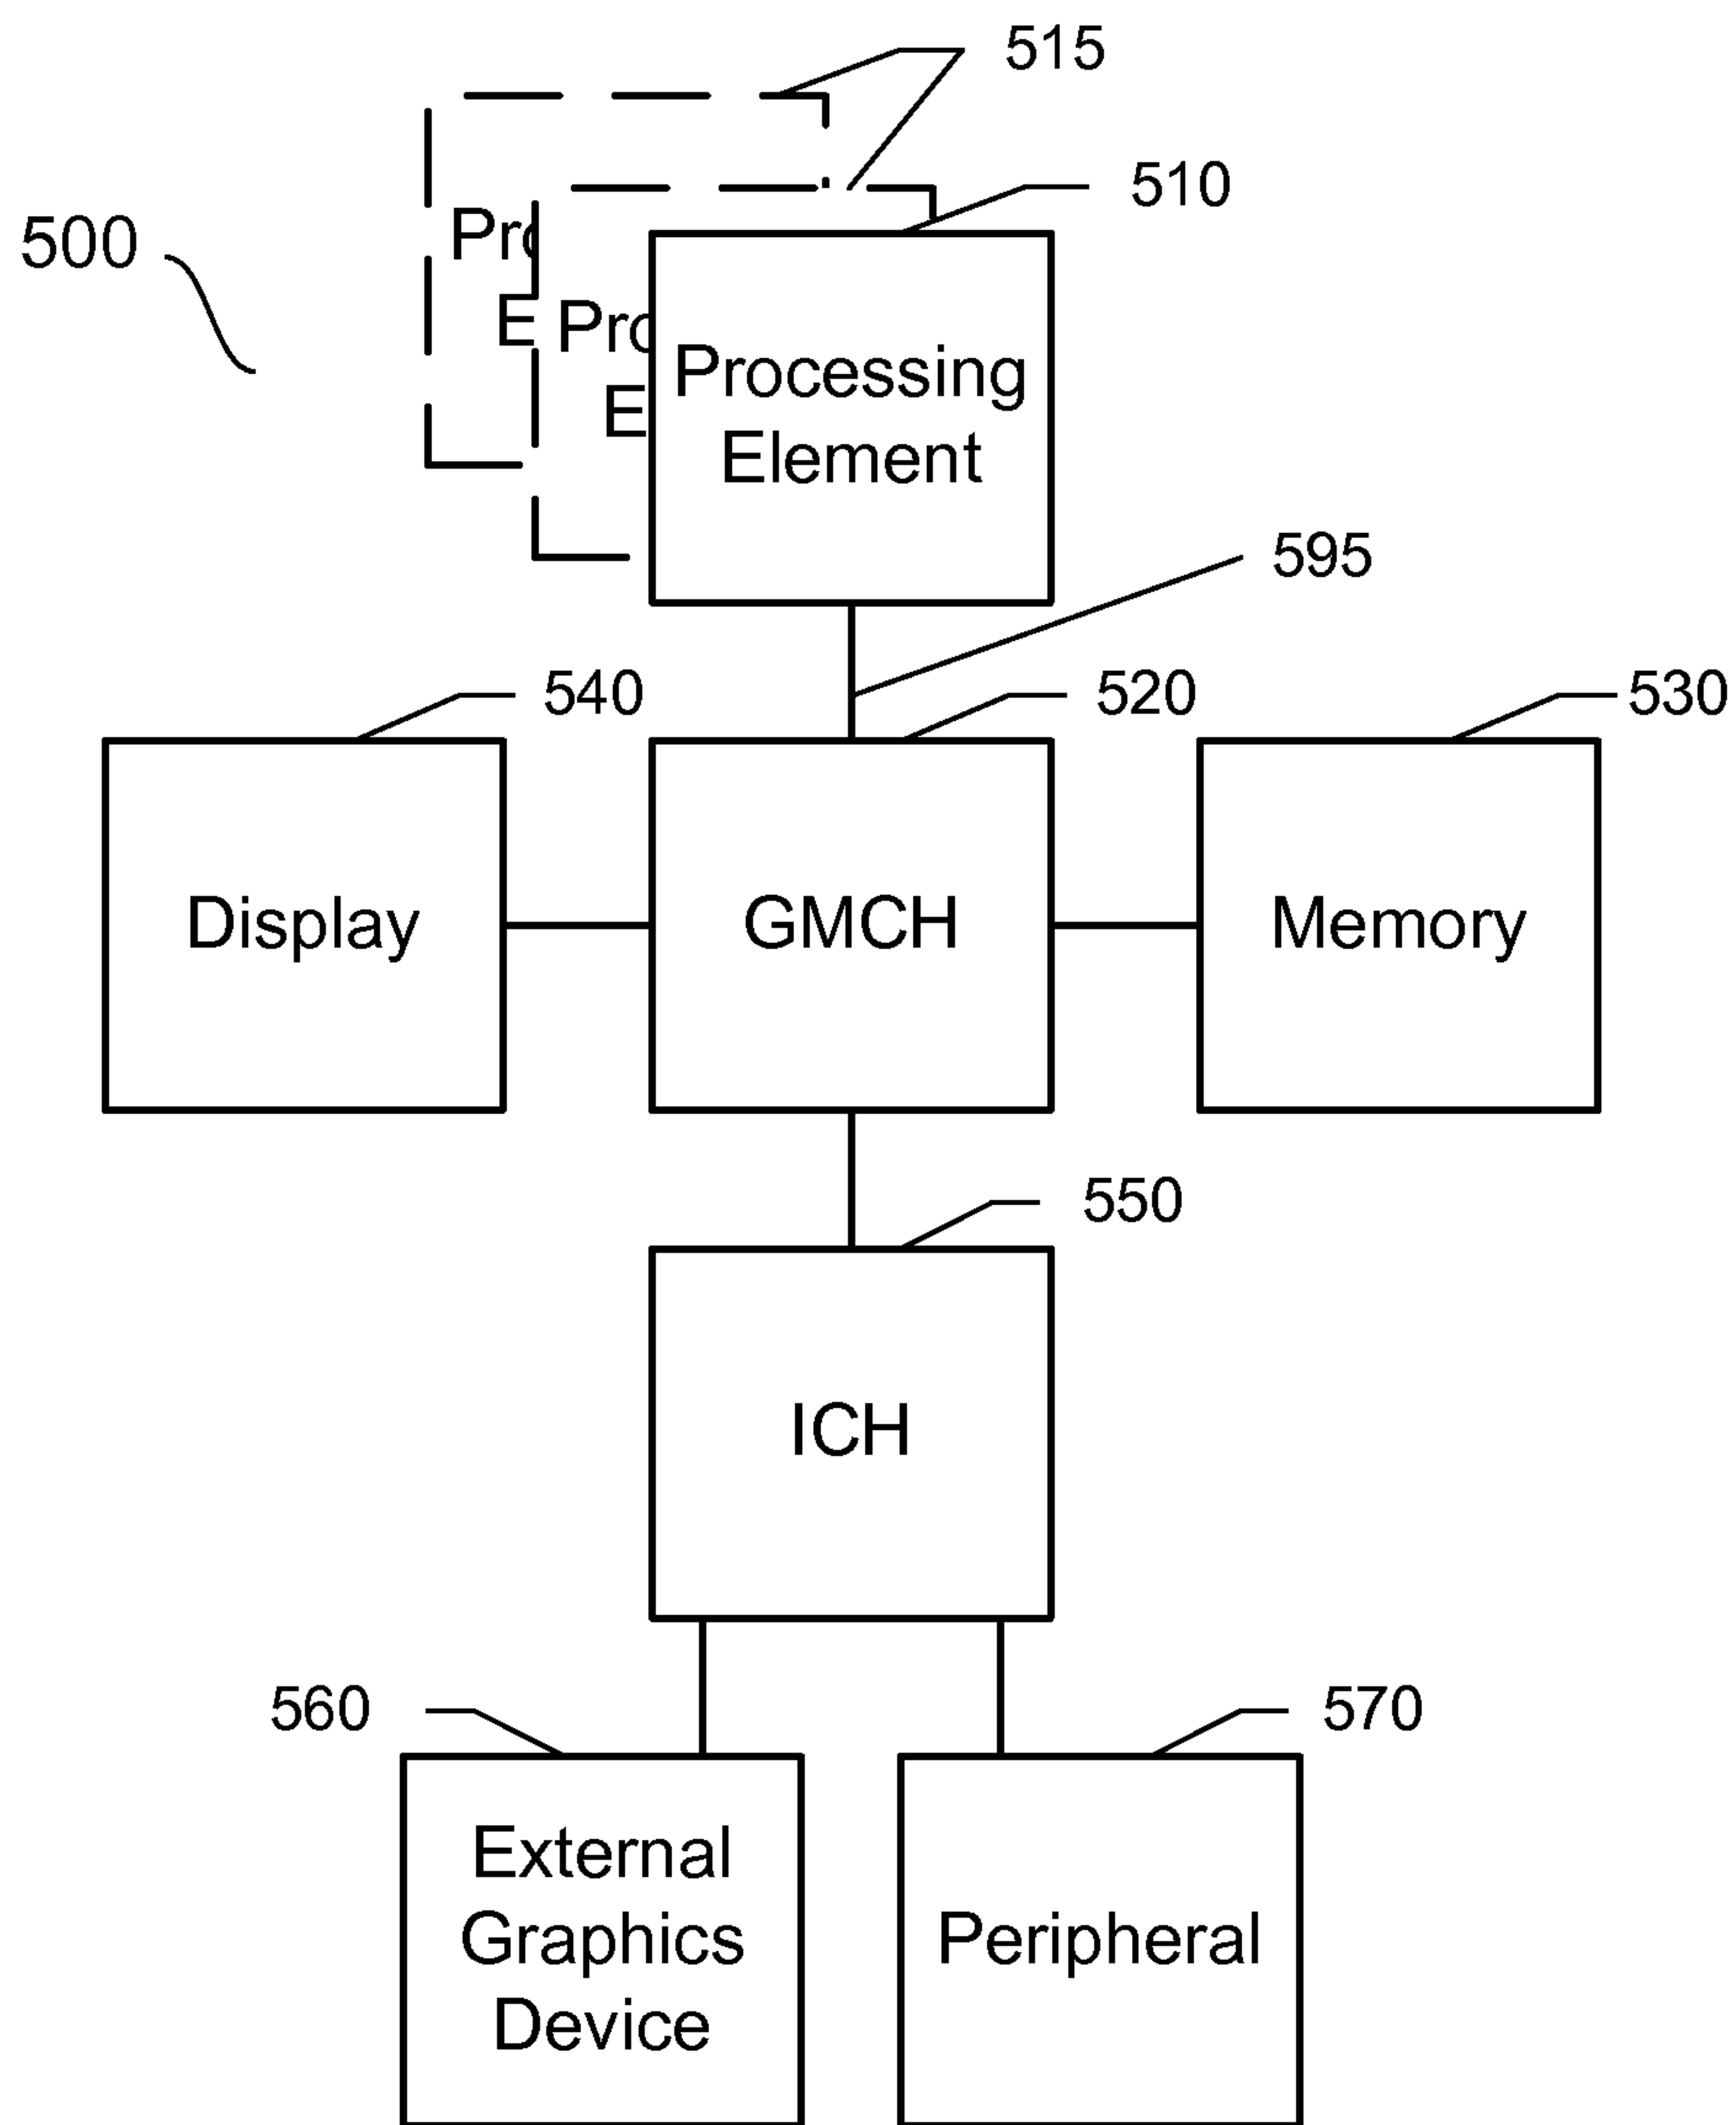 515
510
500
Pro
E
Pro
E
Processing
Element
595
540
520
530
Display
GMCH
Memory
550
ICH
560
570
External
Graphics
Device
Peripheral